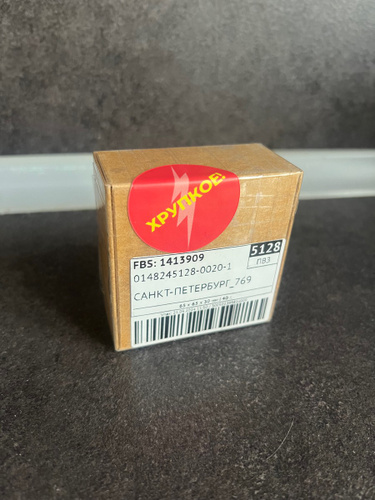 ХРУПКОЕ!
FBS: 1413909
5128
0148245128-0020-1
ПВЗ
САНКТ-ПЕТЕРБУРГ_769